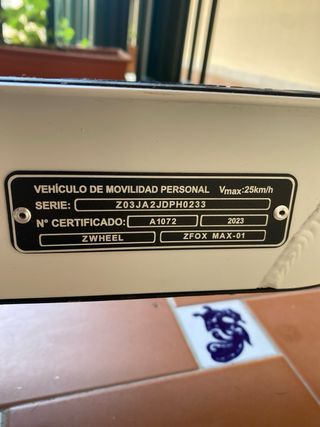 VEHÍCULO DE MOVILIDAD PERSONAL Vmax:25km/h
SERIE: Z03JA2JDPH0233
Nº CERTIFICADO: A1072 2023
ZWHEEL ZFOX MAX-01